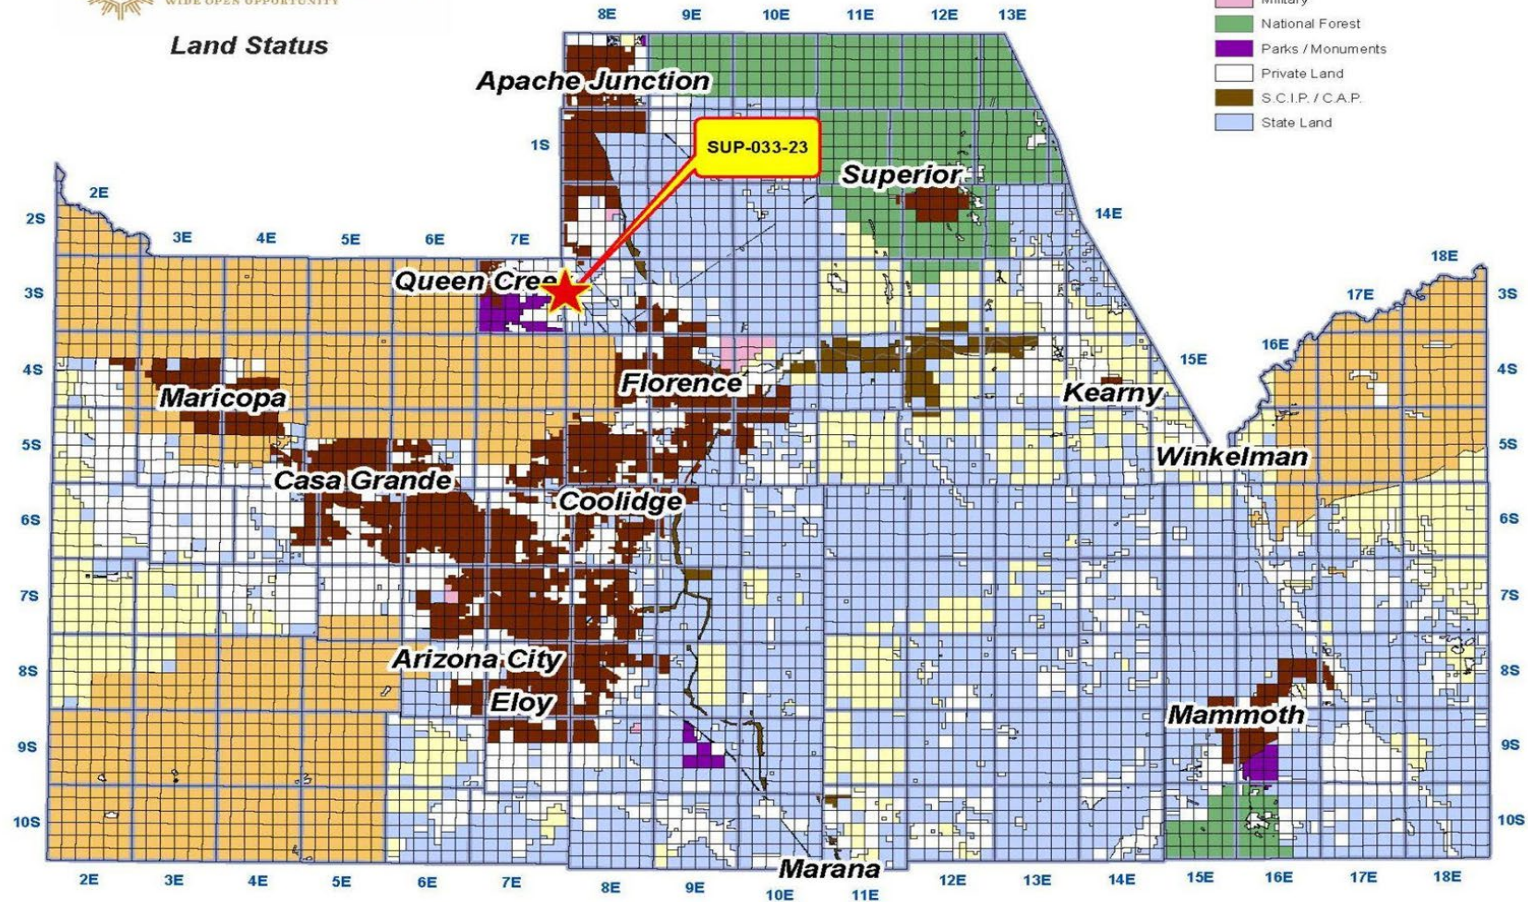 WIDE OPEN OPPORTUNITY
Land Status
Military
National Forest
Parks / Monuments
Private Land
S.C.I.P. / C.A.P.
State Land
8E 9E 10E 11E 12E 13E
Apache Junction
1S
SUP-033-23
Superior
2E
2S
14E
3E 4E 5E 6E 7E
18E
Queen Cree
3S
17E
3S
4S
16E
15E
4S
Florence
Maricopa
Kearny
5S
5S
Winkelman
Casa Grande
Coolidge
6S
6S
7S
7S
Arizona City
8S
8S
Eloy
Mammoth
9S
9S
10S
10S
Marana
2E 3E 4E 5E 6E 7E 8E 9E 10E 11E 12E 13E 14E 15E 16E 17E 18E